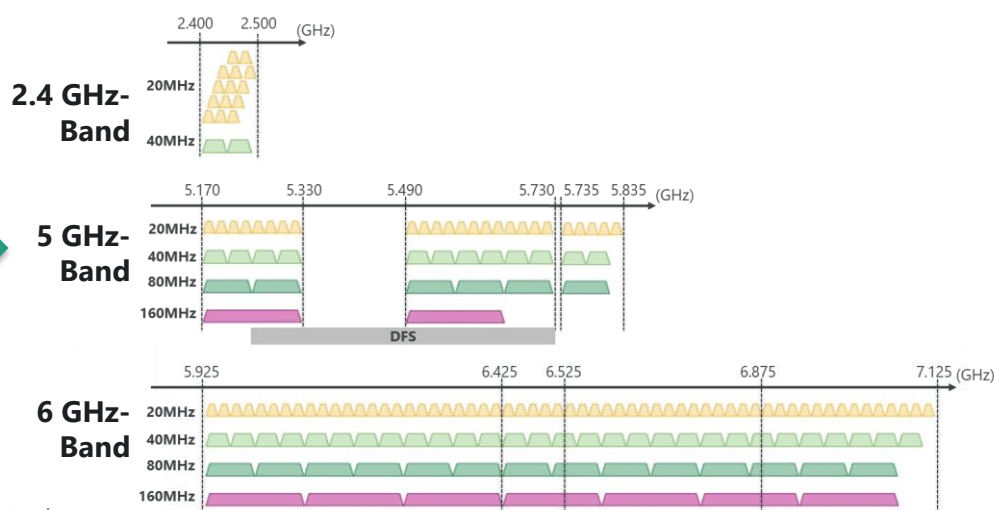 2.400 2.500 (GHz)
2.4 GHz-
Band
20MHz
40MHz
5.170 5.330 5.490 5.730 5.735 5.835 (GHz)
5 GHz-
Band
20MHz
40MHz
80MHz
160MHz
DFS
5.925 6.425 6.525 6.875 7.125 (GHz)
6 GHz-
Band
20MHz
40MHz
80MHz
160MHz